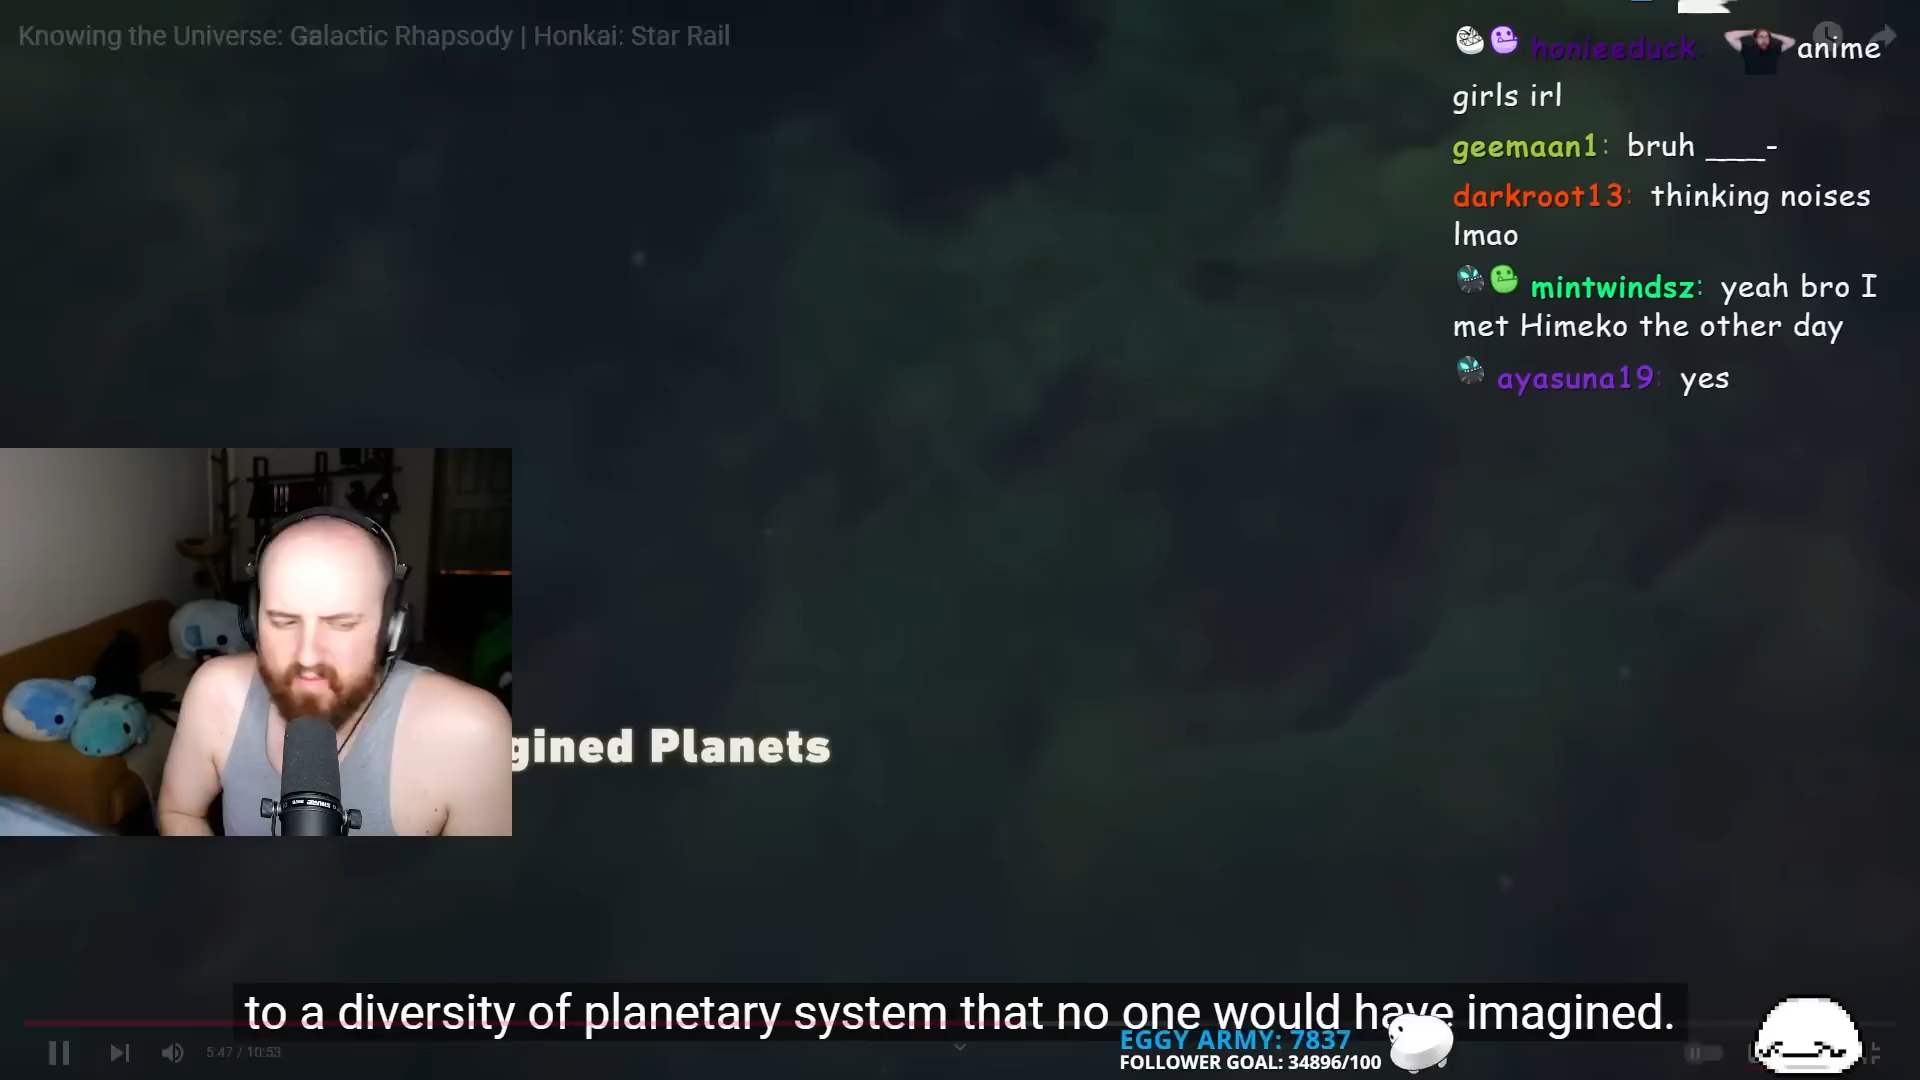 Knowing the Universe: Galactic Rhapsody | Honkai: Star Rail
honieeduck anime
girls irl
geemaan1: bruh ___-
darkroot13: thinking noises
lmao
mintwindsz: yeah bro I
met Himeko the other day
ayasuna19: yes
gined Planets
to a diversity of planetary system that no one would have imagined.
EGGY ARMY: 7837
FOLLOWER GOAL: 34896/100
5:47 / 10:53